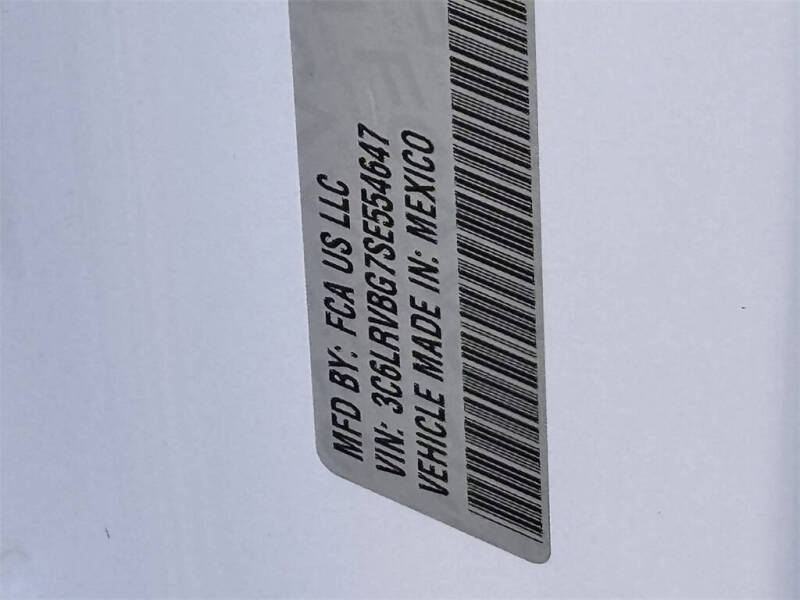 MFD BY: FCA US LLC
VIN: 3C6LRVBG7SE554647
VEHICLE MADE IN: MEXICO